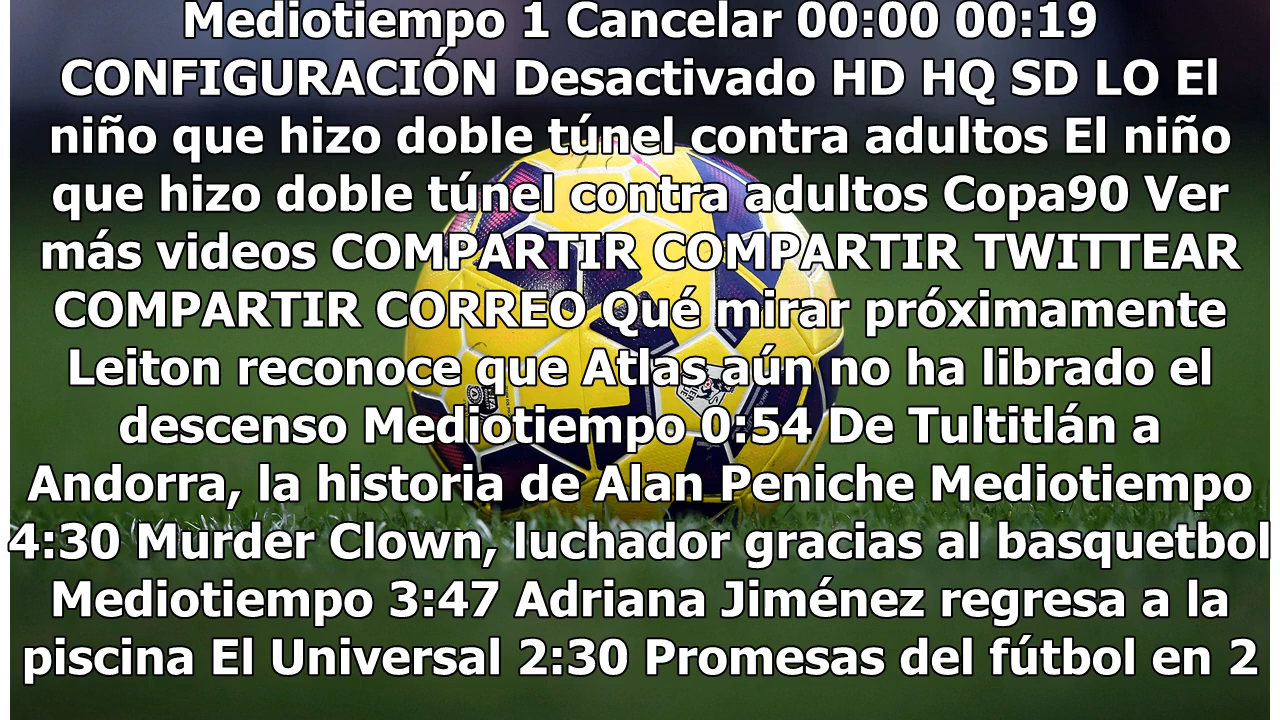 Mediotiempo 1 Cancelar 00:00 00:19
CONFIGURACIÓN Desactivado HD HQ SD LO El
niño que hizo doble túnel contra adultos El niño
que hizo doble túnel contra adultos Copa90 Ver
más videos COMPARTIR COMPARTIR TWITTEAR
COMPARTIR CORREO Qué mirar próximamente
Leiton reconoce que Atlas aún no ha librado el
descenso Mediotiempo 0:54 De Tultitlán a
Andorra, la historia de Alan Peniche Mediotiempo
4:30 Murder Clown, luchador gracias al basquetbol
Mediotiempo 3:47 Adriana Jiménez regresa a la
piscina El Universal 2:30 Promesas del fútbol en 2